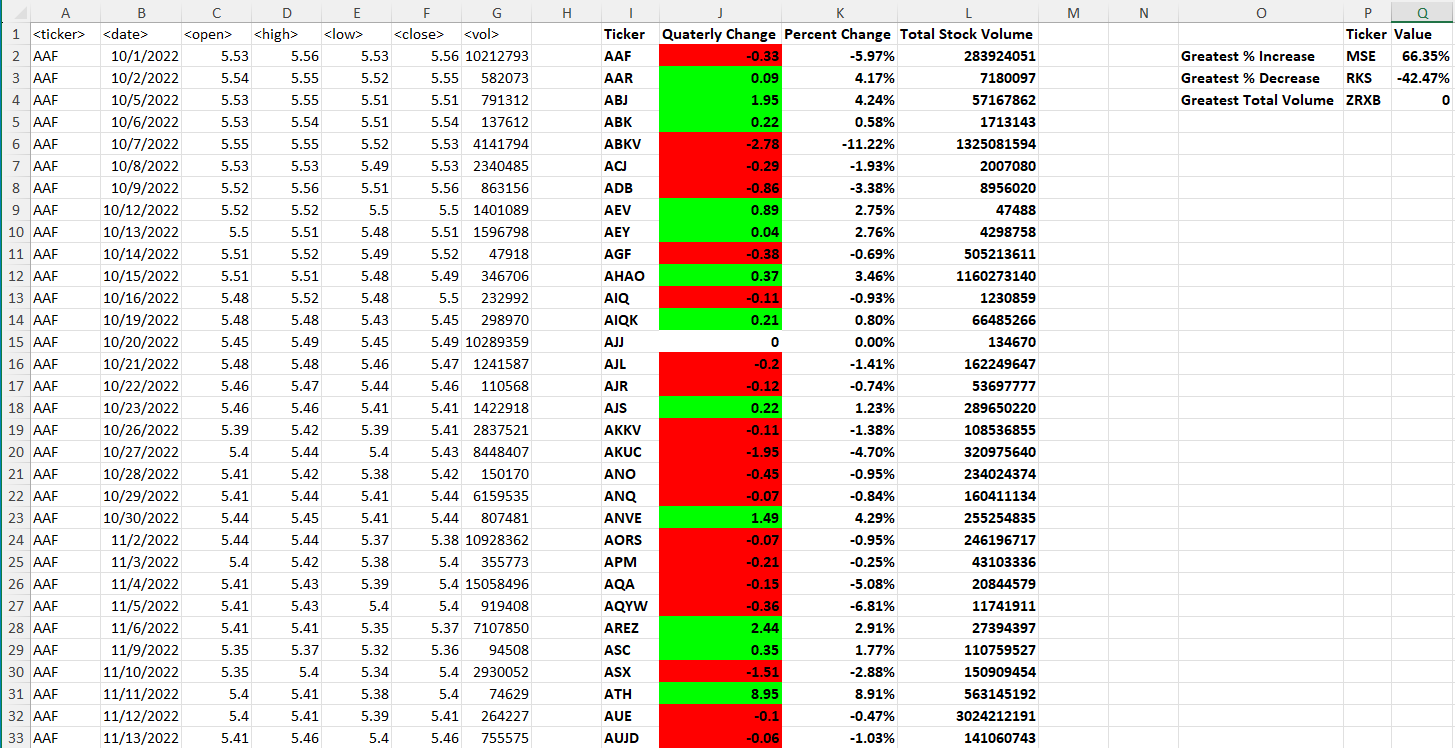 A B C D E F G H I J K L M N O P Q
1 <ticker> <date> <open> <high> <low> <close> <vol> Ticker Quaterly Change Percent Change Total Stock Volume Ticker Value
2 AAF 10/1/2022 5.53 5.56 5.53 5.56 10212793 AAF -0.33 -5.97% 283924051 Greatest % Increase MSE 66.35%
3 AAF 10/2/2022 5.54 5.55 5.52 5.55 582073 AAR 0.09 4.17% 7180097 Greatest % Decrease RKS -42.47%
4 AAF 10/5/2022 5.53 5.55 5.51 5.51 791312 ABJ 1.95 4.24% 57167862 Greatest Total Volume ZRXB 0
5 AAF 10/6/2022 5.53 5.54 5.51 5.54 137612 ABK 0.22 0.58% 1713143
6 AAF 10/7/2022 5.55 5.55 5.52 5.53 4141794 ABKV -2.78 -11.22% 1325081594
7 AAF 10/8/2022 5.53 5.53 5.49 5.53 2340485 ACJ -0.29 -1.93% 2007080
8 AAF 10/9/2022 5.52 5.56 5.51 5.56 863156 ADB -0.86 -3.38% 8956020
9 AAF 10/12/2022 5.52 5.52 5.5 5.5 1401089 AEV 0.89 2.75% 47488
10 AAF 10/13/2022 5.5 5.51 5.48 5.51 1596798 AEY 0.04 2.76% 4298758
11 AAF 10/14/2022 5.51 5.52 5.49 5.52 47918 AGF -0.38 -0.69% 505213611
12 AAF 10/15/2022 5.51 5.51 5.48 5.49 346706 AHAO 0.37 3.46% 1160273140
13 AAF 10/16/2022 5.48 5.52 5.48 5.5 232992 AIQ -0.11 -0.93% 1230859
14 AAF 10/19/2022 5.48 5.48 5.43 5.45 298970 AIQK 0.21 0.80% 66485266
15 AAF 10/20/2022 5.45 5.49 5.45 5.49 10289359 AJJ 0 0.00% 134670
16 AAF 10/21/2022 5.48 5.48 5.46 5.47 1241587 AJL -0.2 -1.41% 162249647
17 AAF 10/22/2022 5.46 5.47 5.44 5.46 110568 AJR -0.12 -0.74% 53697777
18 AAF 10/23/2022 5.46 5.46 5.41 5.41 1422918 AJS 0.22 1.23% 289650220
19 AAF 10/26/2022 5.39 5.42 5.39 5.41 2837521 AKKV -0.11 -1.38% 108536855
20 AAF 10/27/2022 5.4 5.44 5.4 5.43 8448407 AKUC -1.95 -4.70% 320975640
21 AAF 10/28/2022 5.41 5.42 5.38 5.42 150170 ANO -0.45 -0.95% 234024374
22 AAF 10/29/2022 5.41 5.44 5.41 5.44 6159535 ANQ -0.07 -0.84% 160411134
23 AAF 10/30/2022 5.44 5.45 5.41 5.44 807481 ANVE 1.49 4.29% 255254835
24 AAF 11/2/2022 5.44 5.44 5.37 5.38 10928362 AORS -0.07 -0.95% 246196717
25 AAF 11/3/2022 5.4 5.42 5.38 5.4 355773 APM -0.21 -0.25% 43103336
26 AAF 11/4/2022 5.41 5.43 5.39 5.4 15058496 AQA -0.15 -5.08% 20844579
27 AAF 11/5/2022 5.41 5.43 5.4 5.4 919408 AQYW -0.36 -6.81% 11741911
28 AAF 11/6/2022 5.41 5.41 5.35 5.37 7107850 AREZ 2.44 2.91% 27394397
29 AAF 11/9/2022 5.35 5.37 5.32 5.36 94508 ASC 0.35 1.77% 110759527
30 AAF 11/10/2022 5.35 5.4 5.34 5.4 2930052 ASX -1.51 -2.88% 150909454
31 AAF 11/11/2022 5.4 5.41 5.38 5.4 74629 ATH 8.95 8.91% 563145192
32 AAF 11/12/2022 5.4 5.41 5.39 5.41 264227 AUE -0.1 -0.47% 3024212191
33 AAF 11/13/2022 5.41 5.46 5.4 5.46 755575 AUJD -0.06 -1.03% 141060743